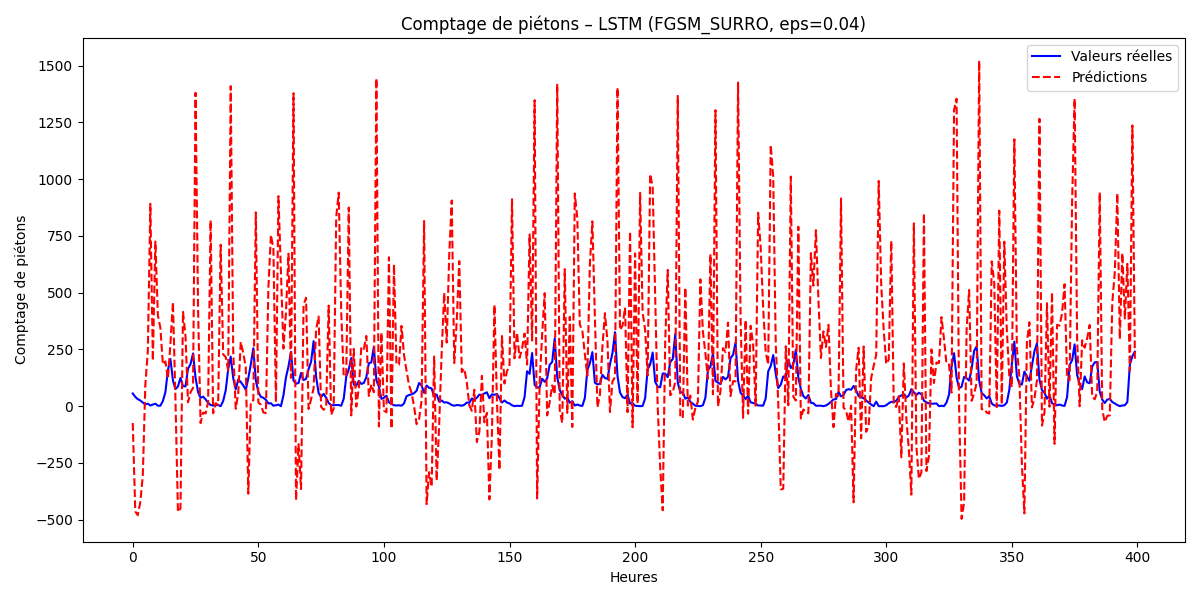 Comptage de piétons – LSTM (FGSM_SURRO, eps=0.04)
Valeurs réelles
Prédictions
Comptage de piétons
1500
1250
1000
750
500
250
0
−250
−500
0 50 100 150 200 250 300 350 400
Heures